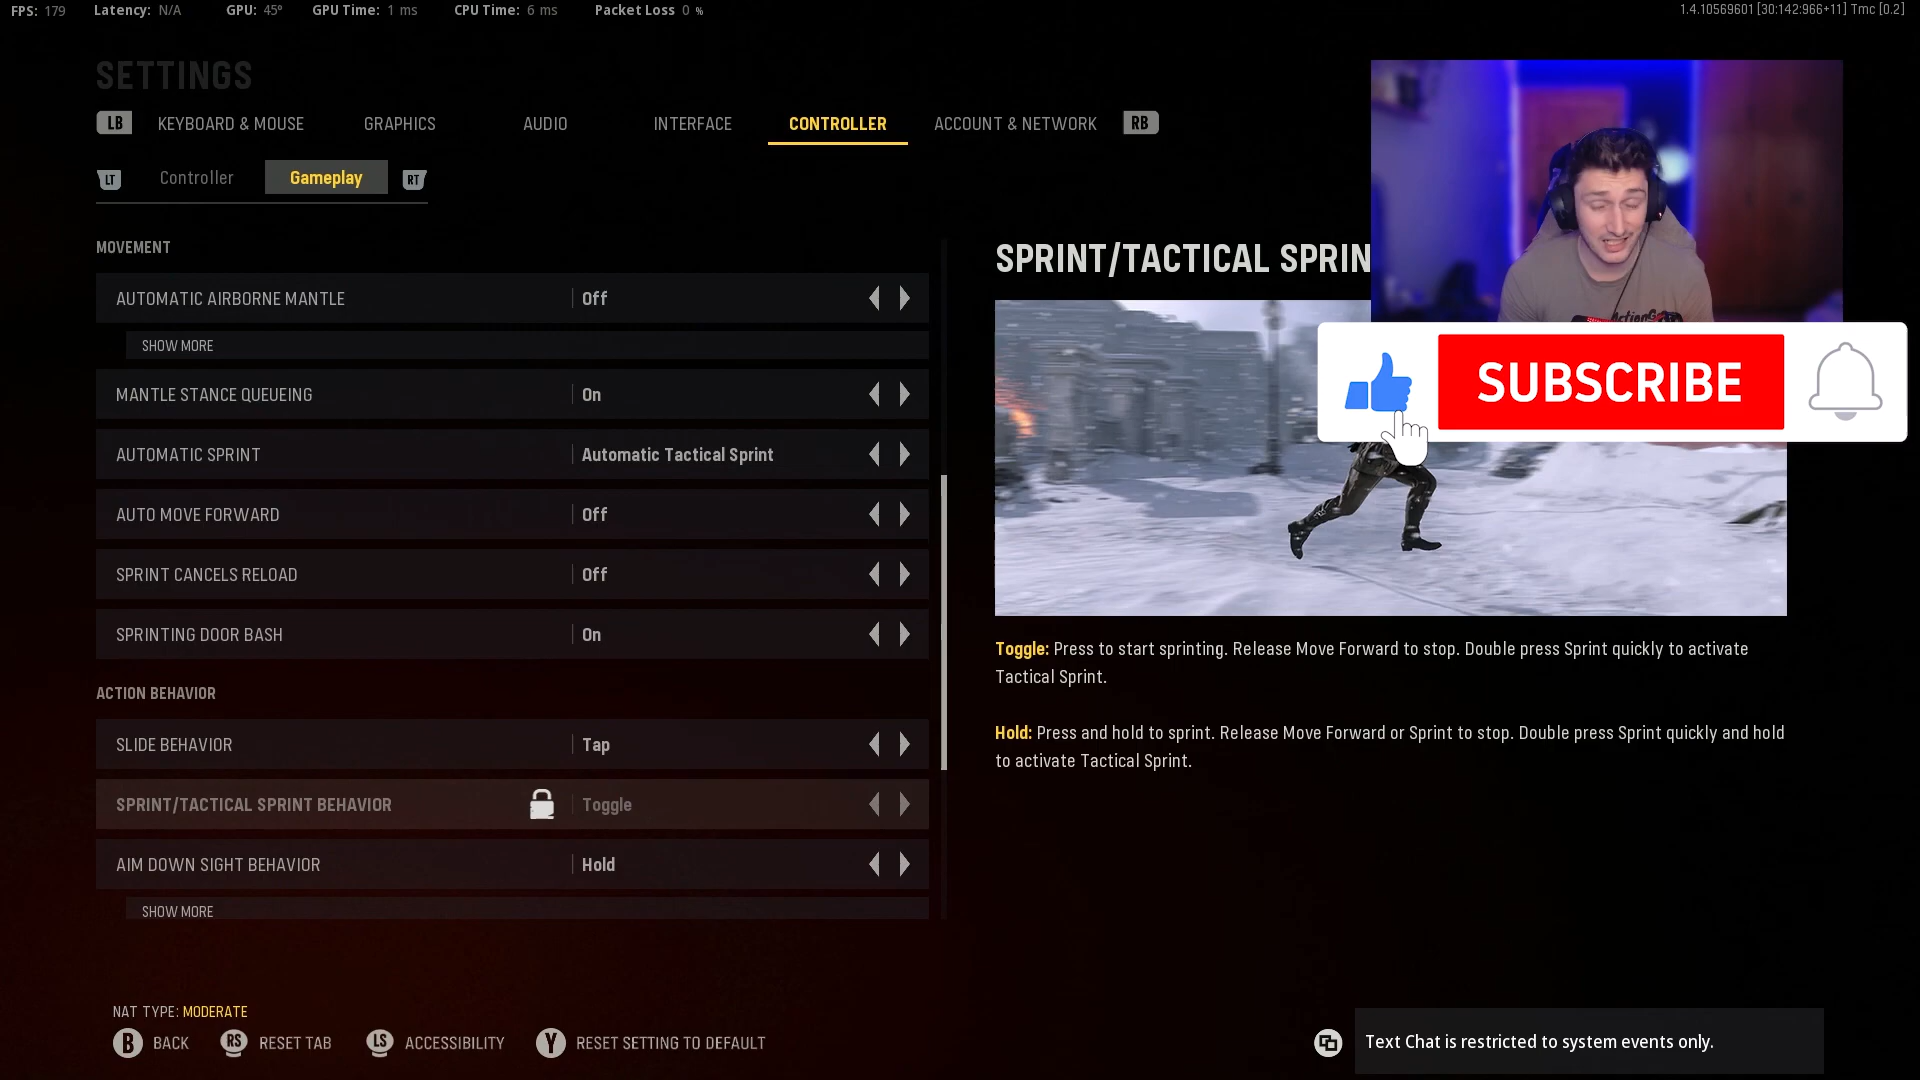 FPS: 179 Latency: N/A GPU: 45° GPU Time: 1 ms CPU Time: 6 ms Packet Loss 0 %
1.4.10569601 [30:142:966+11] Tmc [0.2]
SETTINGS
LB KEYBOARD & MOUSE GRAPHICS AUDIO INTERFACE CONTROLLER ACCOUNT & NETWORK RB
LT Controller Gameplay RT
MOVEMENT
AUTOMATIC AIRBORNE MANTLE Off
SHOW MORE
MANTLE STANCE QUEUEING On
AUTOMATIC SPRINT Automatic Tactical Sprint
AUTO MOVE FORWARD Off
SPRINT CANCELS RELOAD Off
SPRINTING DOOR BASH On
ACTION BEHAVIOR
SLIDE BEHAVIOR Tap
SPRINT/TACTICAL SPRINT BEHAVIOR Toggle
AIM DOWN SIGHT BEHAVIOR Hold
SHOW MORE
SPRINT/TACTICAL SPRIN
SUBSCRIBE
Toggle: Press to start sprinting. Release Move Forward to stop. Double press Sprint quickly to activate
Tactical Sprint.
Hold: Press and hold to sprint. Release Move Forward or Sprint to stop. Double press Sprint quickly and hold
to activate Tactical Sprint.
NAT TYPE: MODERATE
B BACK RS RESET TAB LS ACCESSIBILITY Y RESET SETTING TO DEFAULT
Text Chat is restricted to system events only.